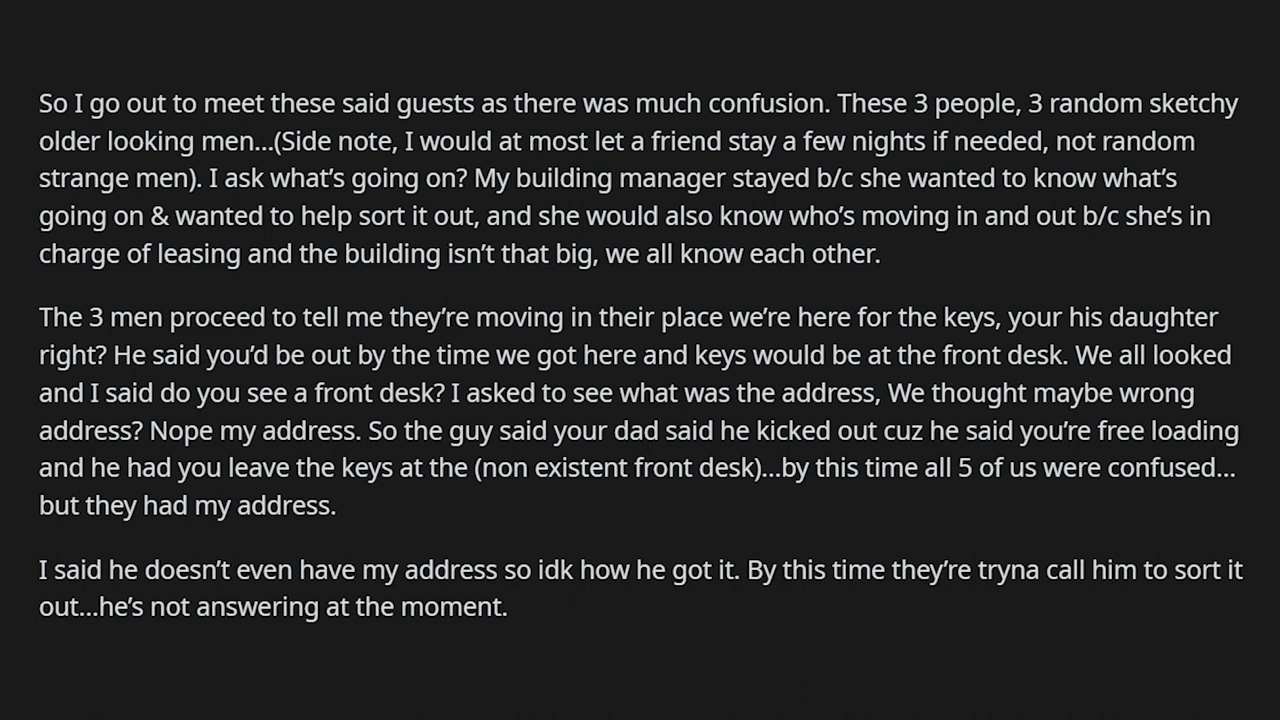 So I go out to meet these said guests as there was much confusion. These 3 people, 3 random sketchy
older looking men...(Side note, I would at most let a friend stay a few nights if needed, not random
strange men). I ask what's going on? My building manager stayed b/c she wanted to know what's
going on & wanted to help sort it out, and she would also know who's moving in and out b/c she's in
charge of leasing and the building isn't that big, we all know each other.
The 3 men proceed to tell me they're moving in their place we're here for the keys, your his daughter
right? He said you'd be out by the time we got here and keys would be at the front desk. We all looked
and I said do you see a front desk? I asked to see what was the address, We thought maybe wrong
address? Nope my address. So the guy said your dad said he kicked out cuz he said you're free loading
and he had you leave the keys at the (non existent front desk)...by this time all 5 of us were confused...
but they had my address.
I said he doesn't even have my address so idk how he got it. By this time they're tryna call him to sort it
out...he's not answering at the moment.